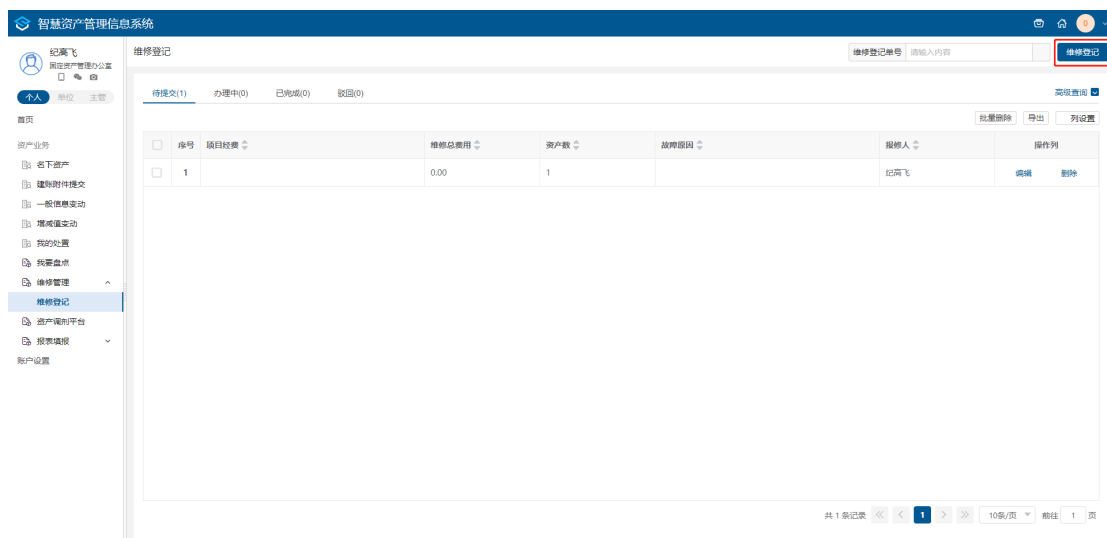 智慧资产管理信息系统
0
纪高飞
固定资产管理办公室
个人 单位 主管
首页
资产业务
名下资产
建账附件提交
一般信息变动
增减值变动
我的处置
我要盘点
维修管理
维修登记
资产调剂平台
报表填报
账户设置
维修登记
维修登记单号 请输入内容
维修登记
待提交(1) 办理中(0) 已完成(0) 驳回(0)
高级查询
批量删除 导出 列设置
序号 项目经费 维修总费用 资产数 故障原因 报修人 操作列
1 0.00 1 纪高飞 编辑 删除
共 1 条记录 1 10条/页 前往 1 页